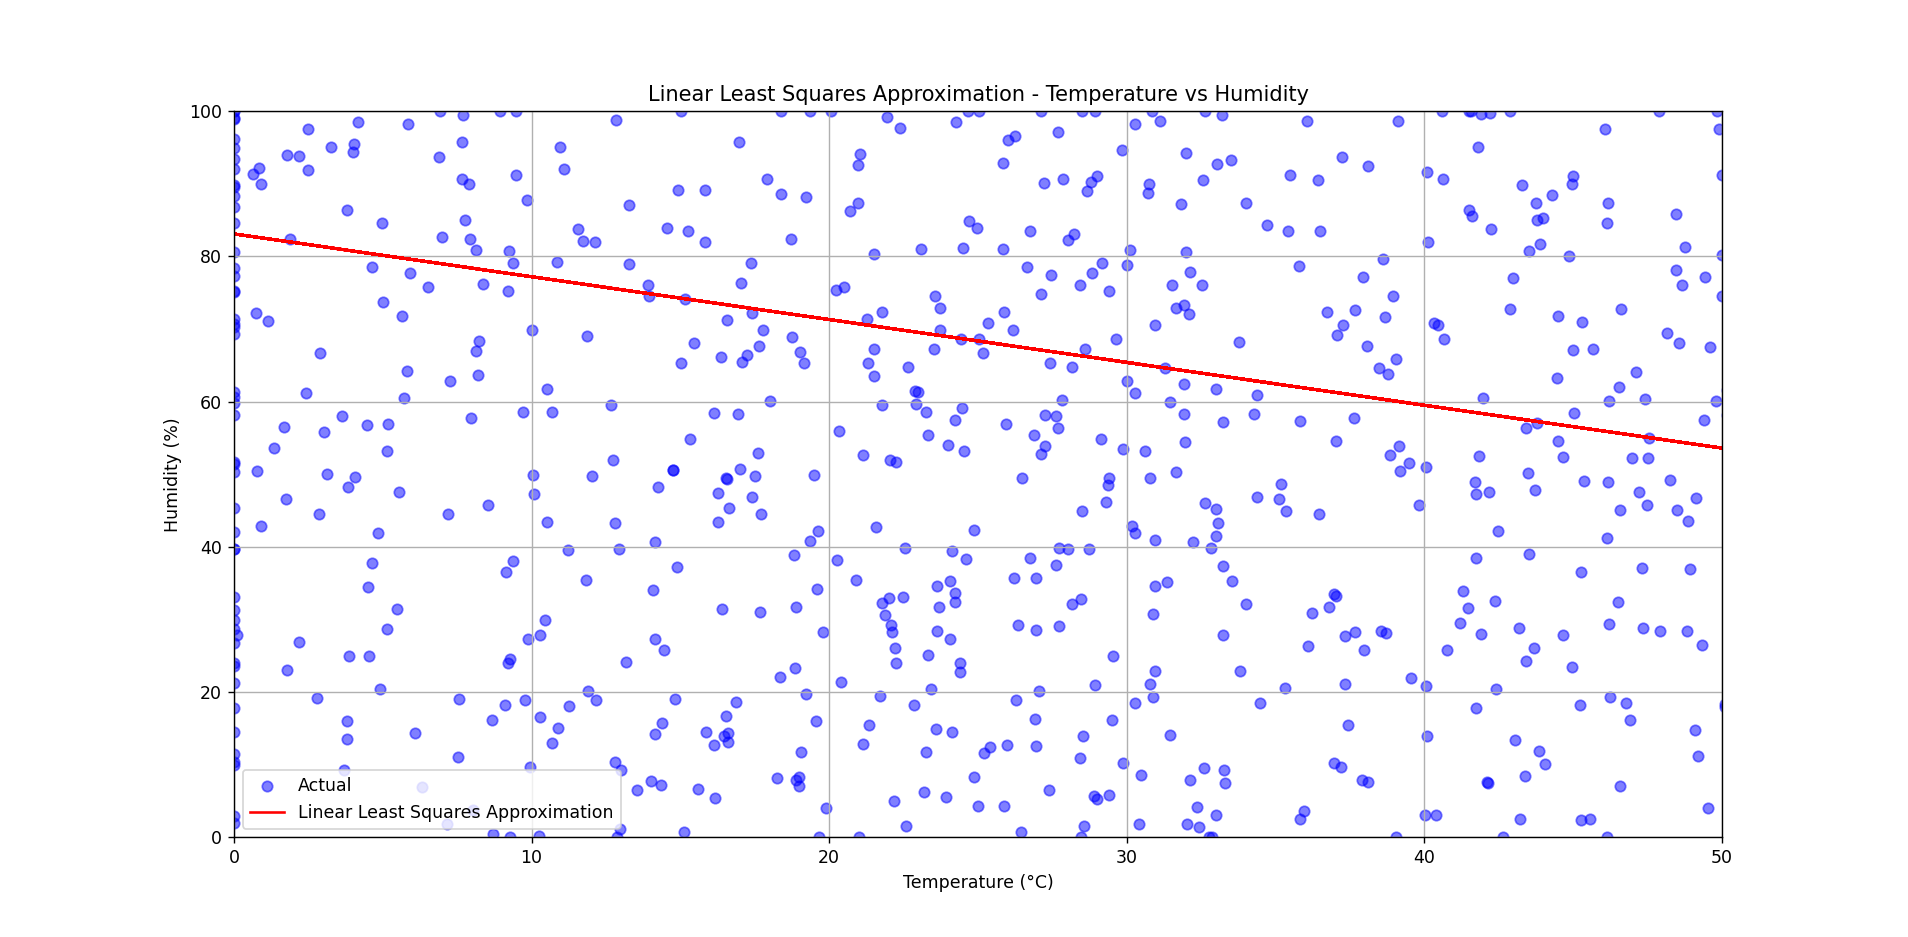 Linear Least Squares Approximation - Temperature vs Humidity
100
80
60
40
20
0
Humidity (%)
Actual
Linear Least Squares Approximation
0 10 20 30 40 50
Temperature (°C)